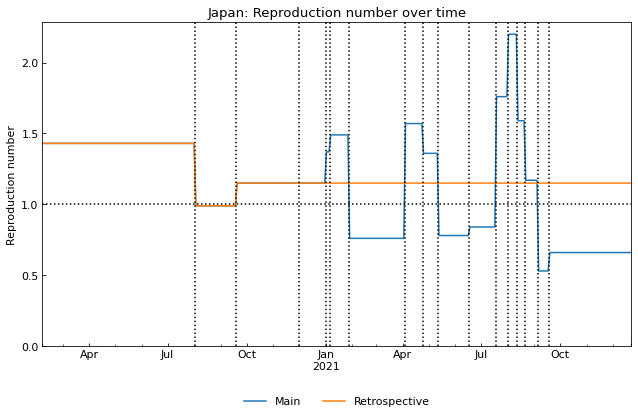 Japan: Reproduction number over time
Reproduction number
2.0
1.5
1.0
0.5
0.0
Apr Jul Oct Jan Apr Jul Oct
2021
Main Retrospective